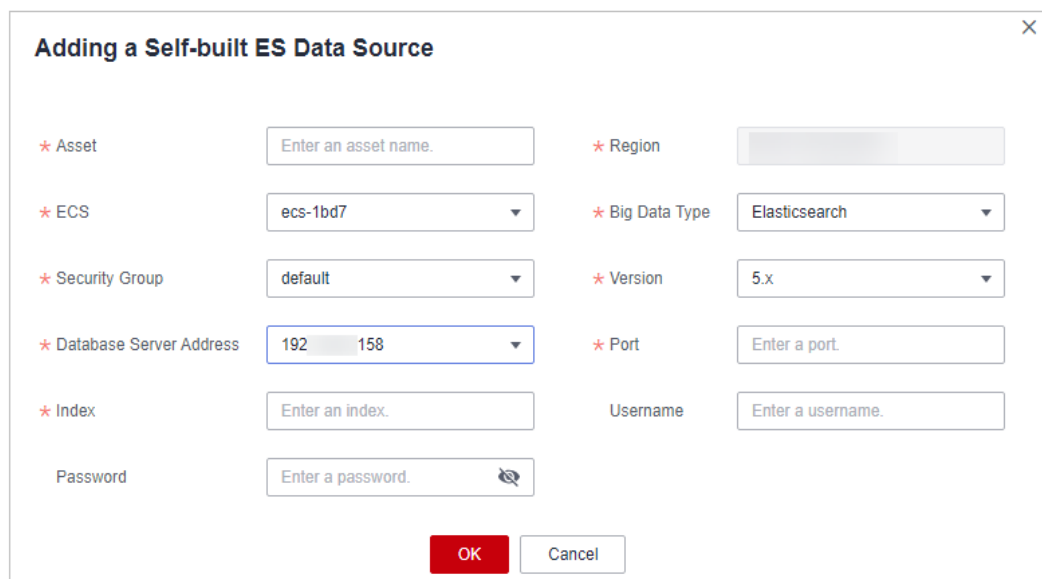 Adding a Self-built ES Data Source
* Asset Enter an asset name. * Region
* ECS ecs-1bd7 * Big Data Type Elasticsearch
* Security Group default * Version 5.x
* Database Server Address 192 158 * Port Enter a port.
* Index Enter an index. Username Enter a username.
Password Enter a password.
OK Cancel